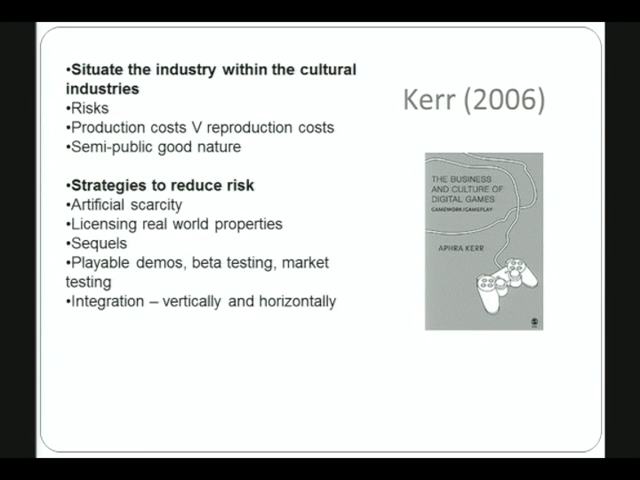 •Situate the industry within the cultural
industries
•Risks
•Production costs V reproduction costs
•Semi-public good nature
•Strategies to reduce risk
•Artificial scarcity
•Licensing real world properties
•Sequels
•Playable demos, beta testing, market
testing
•Integration – vertically and horizontally
Kerr (2006)
THE BUSINESS
AND CULTURE OF
DIGITAL GAMES
GAMEWORK/GAMEPLAY
APHRA KERR